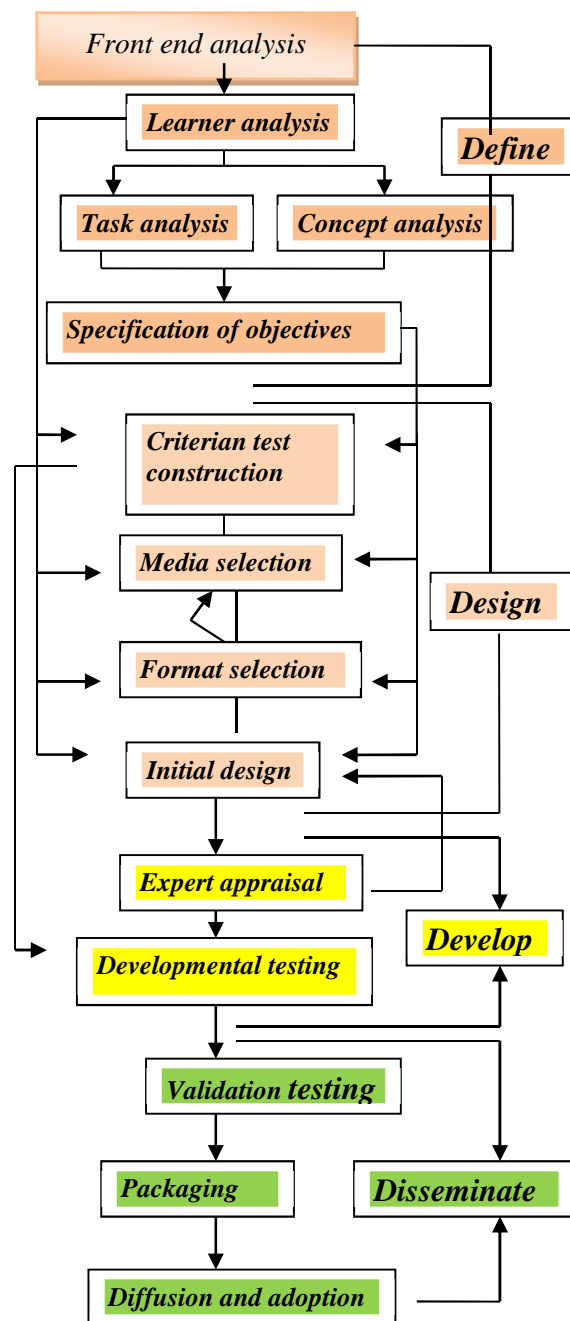 Front end analysis
Learner analysis
Define
Task analysis
Concept analysis
Specification of objectives
Criterian test
construction
Media selection
Design
Format selection
Initial design
Expert appraisal
Develop
Developmental testing
Validation testing
Packaging
Disseminate
Diffusion and adoption